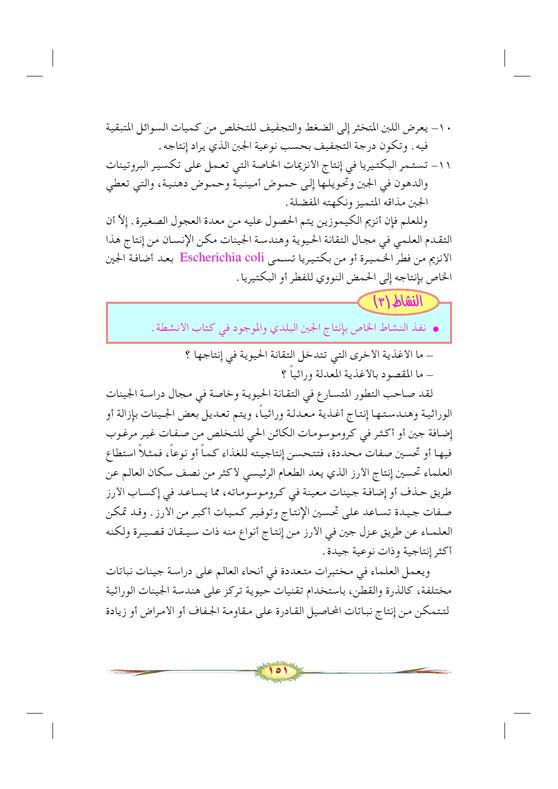 ١٠– يعرض اللبن المتخثر إلى الضغط والتجفيف للتخلص من كميات السوائل المتبقية
فيه. وتكون درجة التجفيف بحسب نوعية الجبن الذي يراد إنتاجه.
١١– تستمر البكتيريا في إنتاج الأنزيمات الخاصة التي تعمل على تكسير البروتينات
والدهون في الجبن وتحويلها إلى حموض أمينية وحموض دهنية، والتي تعطي
الجبن مذاقه المتميز ونكهته المفضلة.
وللعلم فإن أنزيم الكيموزين يتم الحصول عليه من معدة العجول الصغيرة. إلا أن
التقدم العلمي في مجال التقانة الحيوية وهندسة الجينات مكن الإنسان من إنتاج هذا
الأنزيم من فطر الخميرة أو من بكتيريا تسمى Escherichia coli بعد أضافة الجين
الخاص بإنتاجه إلى الحمض النووي للفطر أو البكتيريا.
النشاط (٣)
● نفذ النشاط الخاص بإنتاج الجبن البلدي والموجود في كتاب الأنشطة.
– ما الأغذية الأخرى التي تتدخل التقانة الحيوية في إنتاجها ؟
– ما المقصود بالأغذية المعدلة وراثياً ؟
لقد صاحب التطور المتسارع في التقانة الحيوية وخاصة في مجال دراسة الجينات
الوراثية وهندستها إنتاج أغذية معدلة وراثياً، ويتم تعديل بعض الجينات بإزالة أو
إضافة جين أو أكثر في كروموسومات الكائن الحي للتخلص من صفات غير مرغوب
فيها أو تحسين صفات محددة، فتتحسن إنتاجيته للغذاء كماً أو نوعاً، فمثلاً استطاع
العلماء تحسين إنتاج الأرز الذي يعد الطعام الرئيسي لأكثر من نصف سكان العالم عن
طريق حذف أو إضافة جينات معينة في كروموسوماته، مما يساعد في إكساب الأرز
صفات جيدة تساعد على تحسين الإنتاج وتوفير كميات أكبر من الأرز. وقد تمكن
العلماء عن طريق عزل جين في الأرز من إنتاج أنواع منه ذات سيقان قصيرة ولكنه
أكثر إنتاجية وذات نوعية جيدة.
ويعمل العلماء في مختبرات متعددة في أنحاء العالم على دراسة جينات نباتات
مختلفة، كالذرة والقطن، باستخدام تقنيات حيوية تركز على هندسة الجينات الوراثية
لتتمكن من إنتاج نباتات المحاصيل القادرة على مقاومة الجفاف أو الأمراض أو زيادة
١٥١